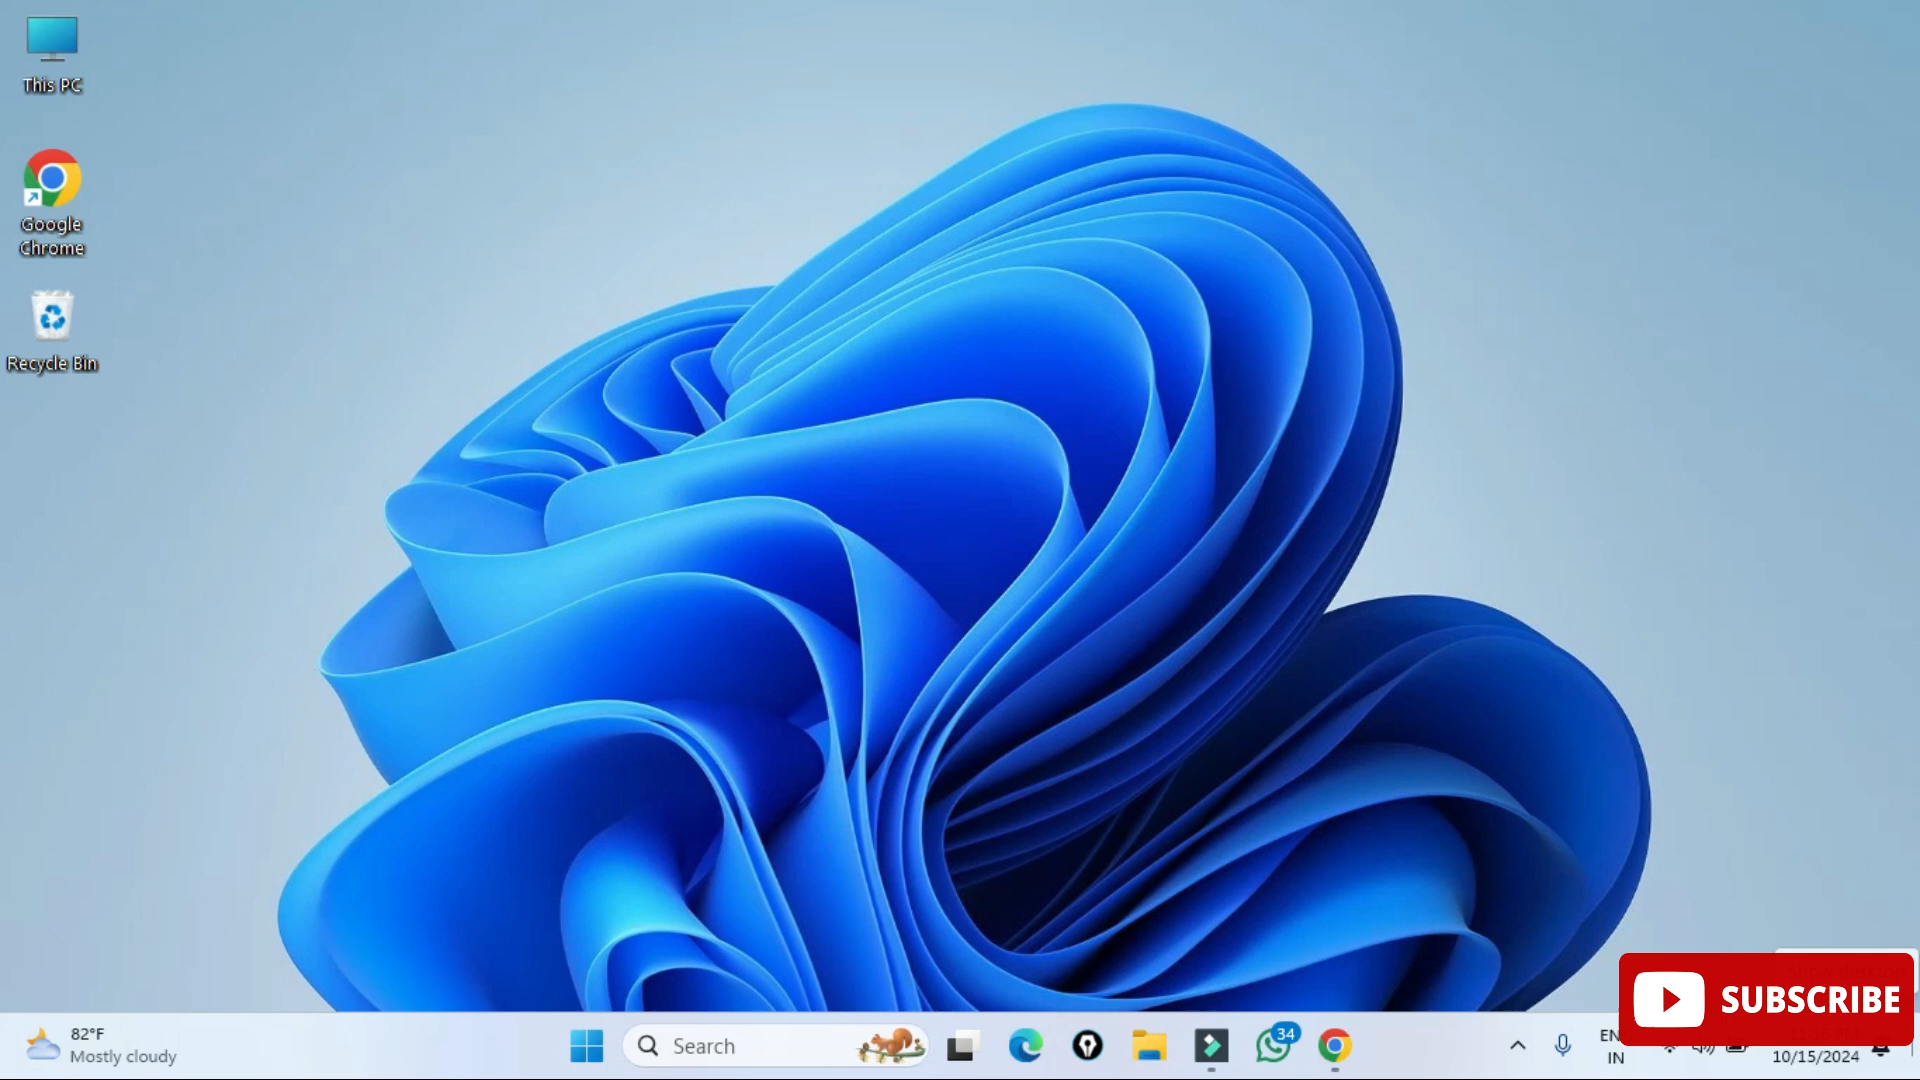 This PC
Google
Chrome
Recycle Bin
SUBSCRIBE
82°F
Mostly cloudy
Search
34
EN
IN
10/15/2024